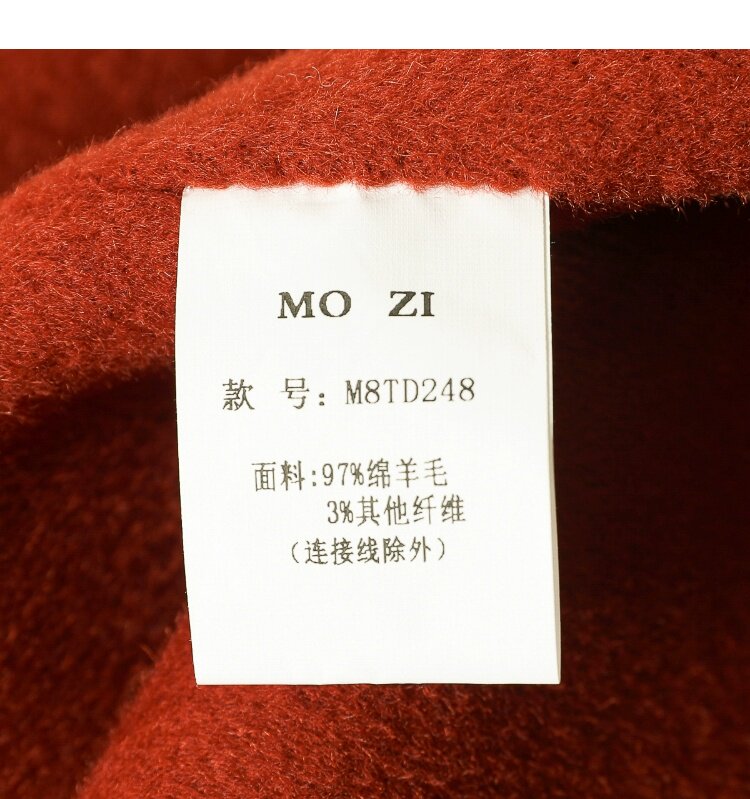 MO ZI
款 号：M8TD248
面料:97%绵羊毛
3%其他纤维
（连接线除外）